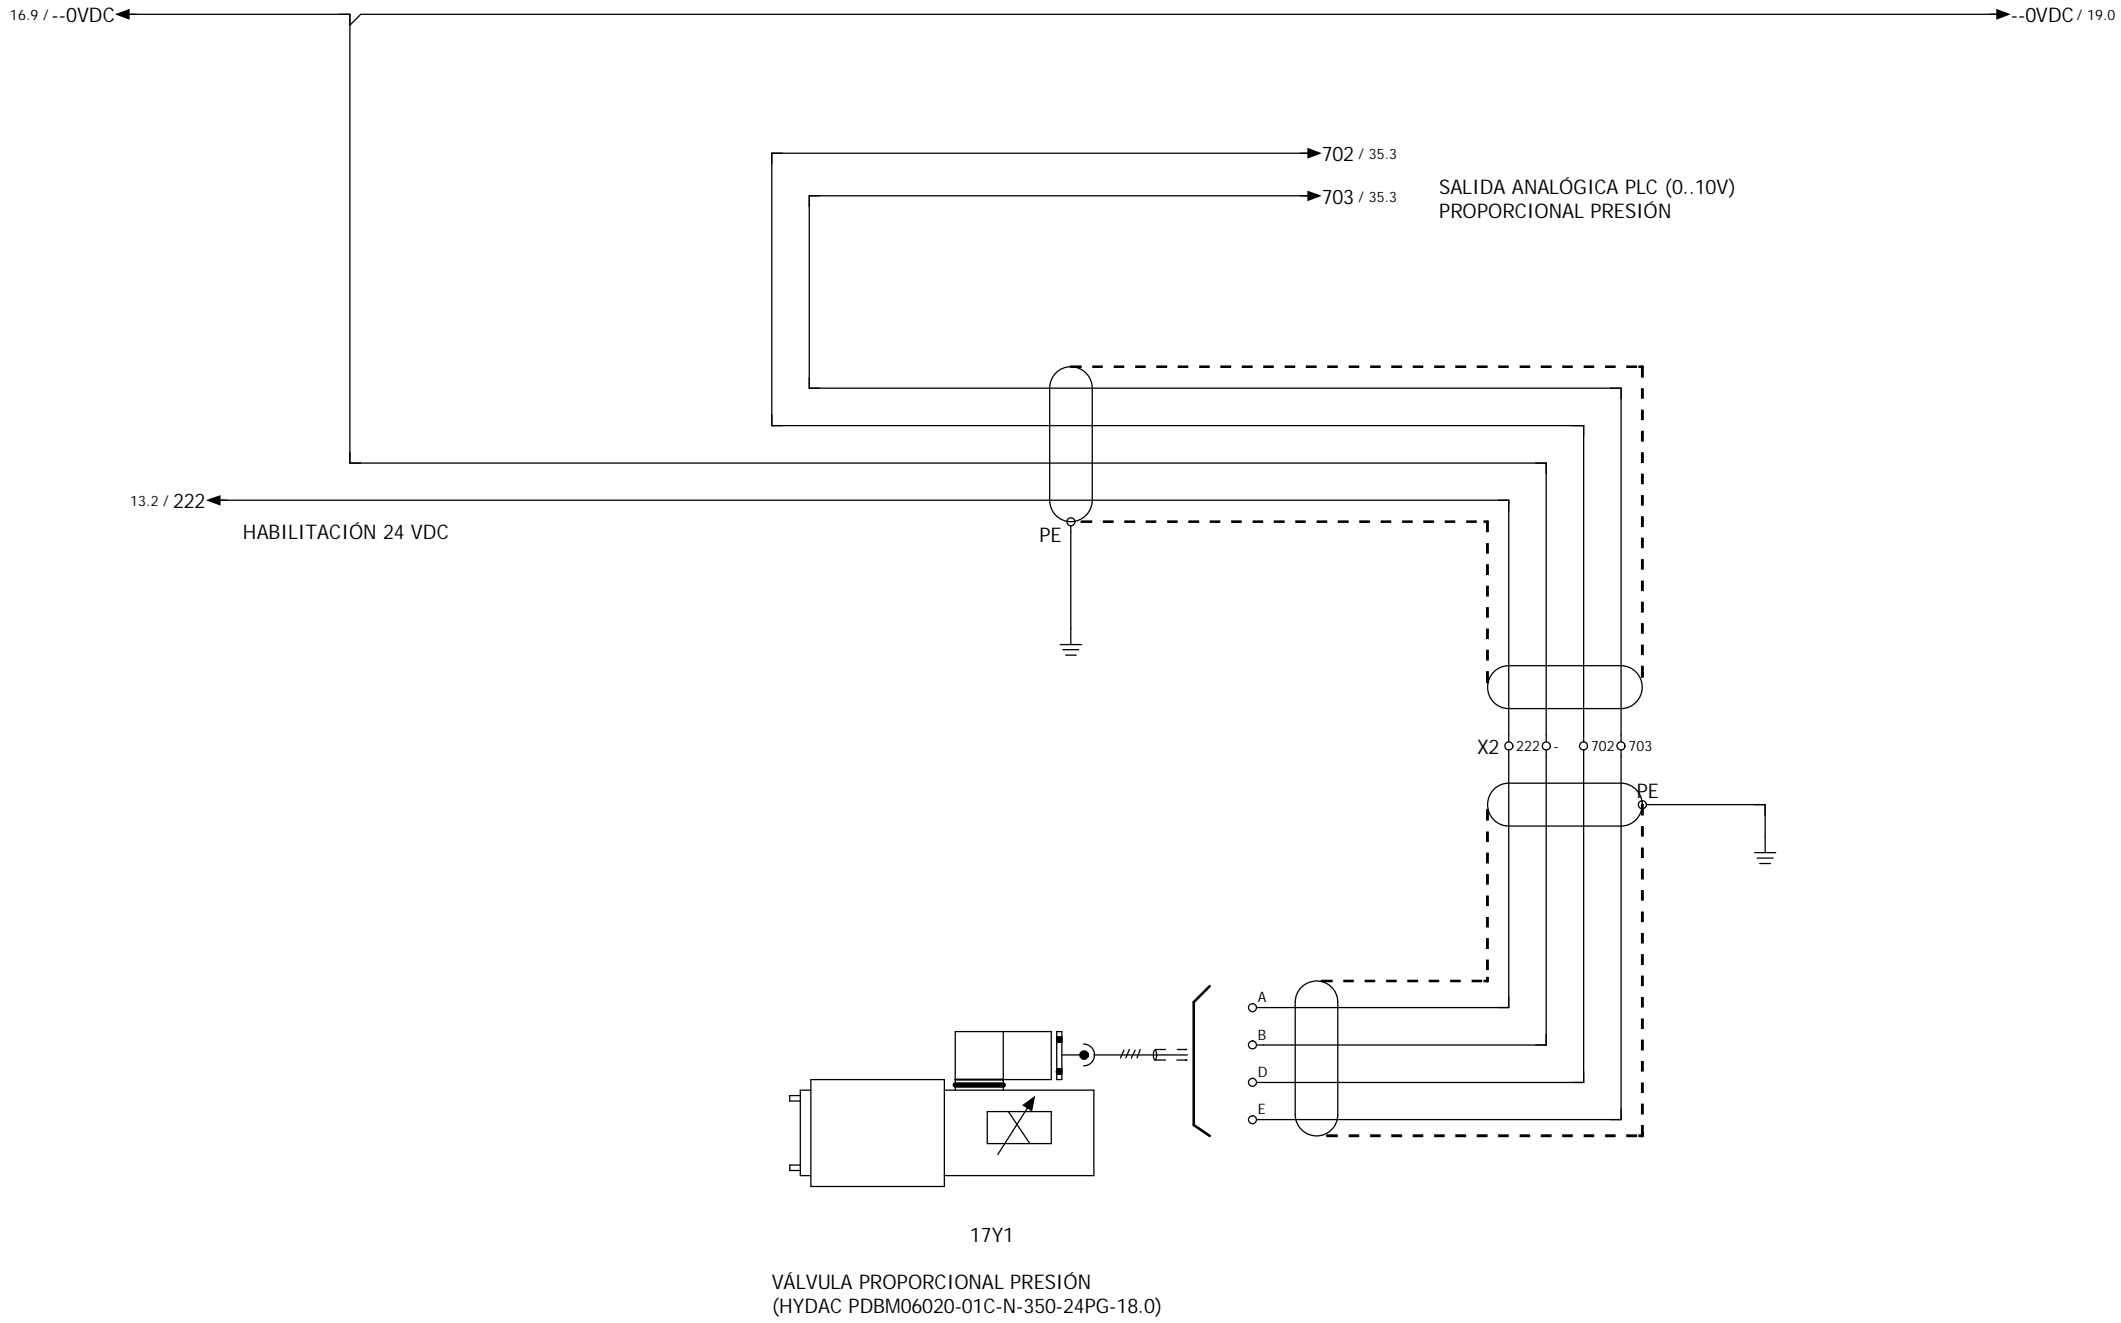 16.9 / --0VDC
--0VDC / 19.0
702 / 35.3
703 / 35.3
SALIDA ANALÓGICA PLC (0..10V)
PROPORCIONAL PRESIÓN
13.2 / 222
HABILITACIÓN 24 VDC
PE
X2 222 - 702 703
PE
A
B
D
E
17Y1
VÁLVULA PROPORCIONAL PRESIÓN
(HYDAC PDBM06020-01C-N-350-24PG-18.0)